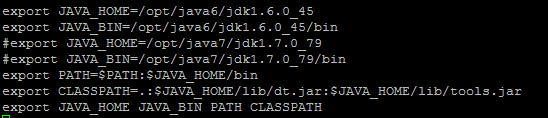 export JAVA_HOME=/opt/java6/jdk1.6.0_45
export JAVA_BIN=/opt/java6/jdk1.6.0_45/bin
#export JAVA_HOME=/opt/java7/jdk1.7.0_79
#export JAVA_BIN=/opt/java7/jdk1.7.0_79/bin
export PATH=$PATH:$JAVA_HOME/bin
export CLASSPATH=.:$JAVA_HOME/lib/dt.jar:$JAVA_HOME/lib/tools.jar
export JAVA_HOME JAVA_BIN PATH CLASSPATH